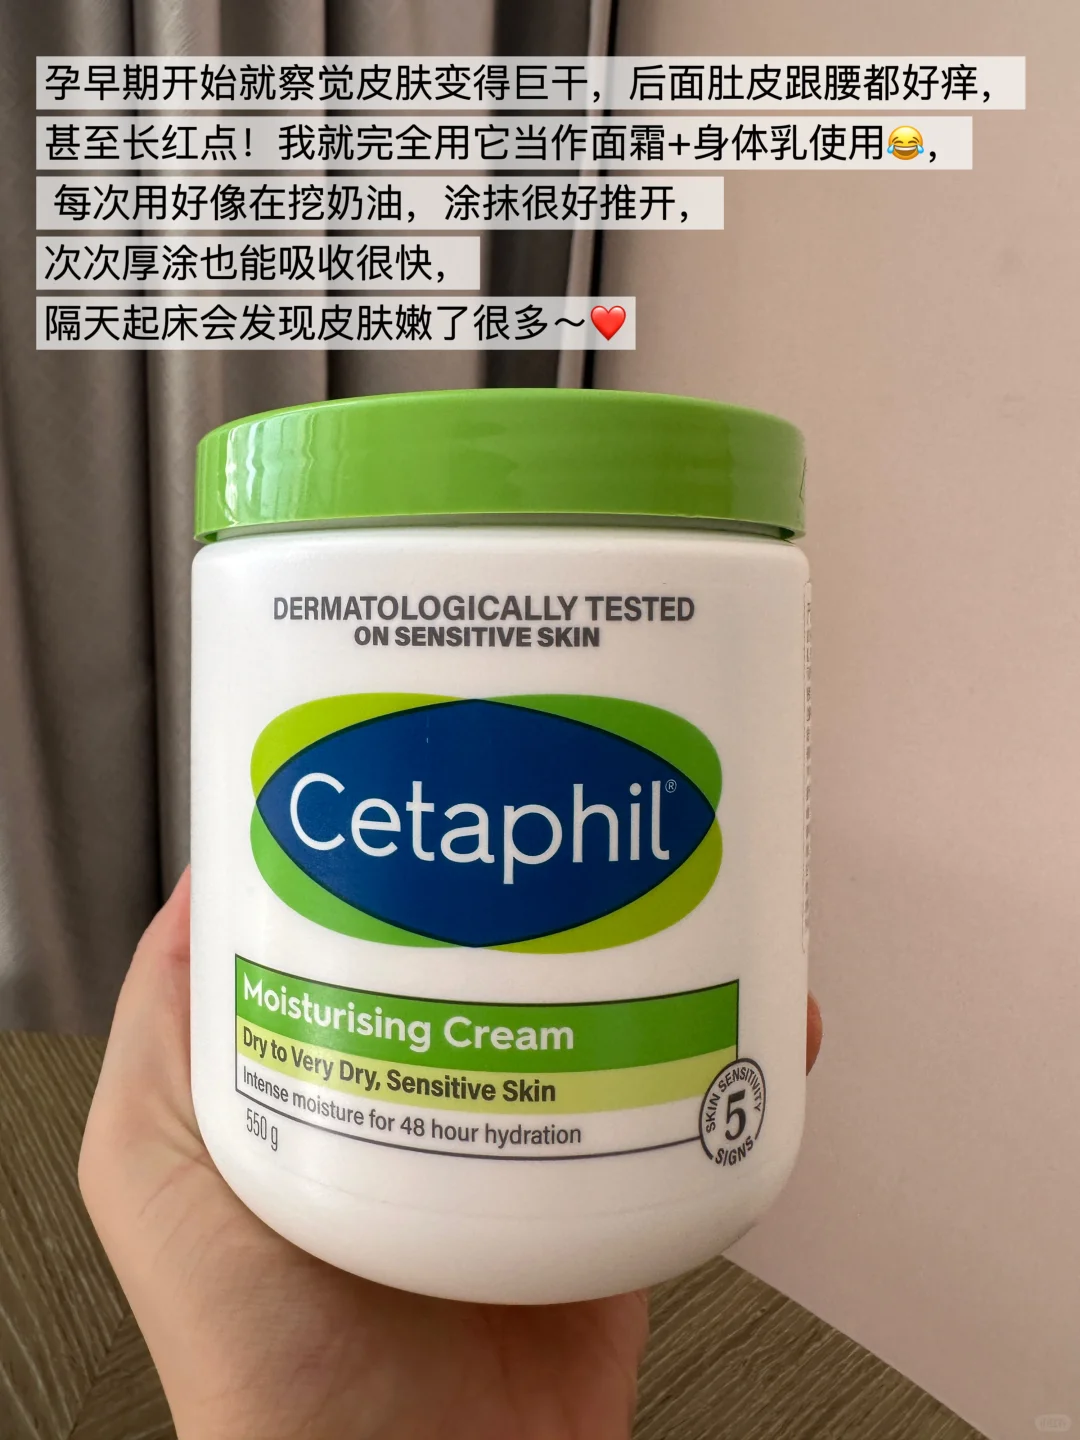 孕早期开始就察觉皮肤变得巨干，后面肚皮跟腰都好痒，
甚至长红点！我就完全用它当作面霜+身体乳使用😂，
每次用好像在挖奶油，涂抹很好推开，
次次厚涂也能吸收很快，
隔天起床会发现皮肤嫩了很多～❤️
DERMATOLOGICALLY TESTED
ON SENSITIVE SKIN
Cetaphil®
Moisturising Cream
Dry to Very Dry, Sensitive Skin
Intense moisture for 48 hour hydration
550 g
SKIN SENSITIVITY
5
SIGNS